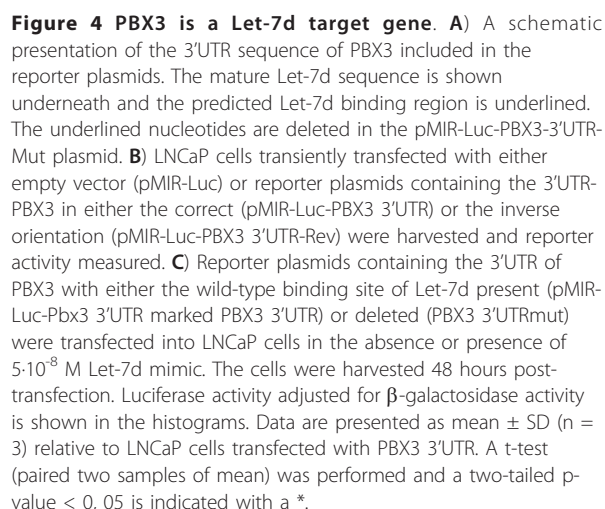 Figure 4 PBX3 is a Let-7d target gene. A) A schematic
presentation of the 3'UTR sequence of PBX3 included in the
reporter plasmids. The mature Let-7d sequence is shown
underneath and the predicted Let-7d binding region is underlined.
The underlined nucleotides are deleted in the pMIR-Luc-PBX3-3'UTR-
Mut plasmid. B) LNCaP cells transiently transfected with either
empty vector (pMIR-Luc) or reporter plasmids containing the 3'UTR-
PBX3 in either the correct (pMIR-Luc-PBX3 3'UTR) or the inverse
orientation (pMIR-Luc-PBX3 3'UTR-Rev) were harvested and reporter
activity measured. C) Reporter plasmids containing the 3'UTR of
PBX3 with either the wild-type binding site of Let-7d present (pMIR-
Luc-Pbx3 3'UTR marked PBX3 3'UTR) or deleted (PBX3 3'UTRmut)
were transfected into LNCaP cells in the absence or presence of
5·10⁻⁸ M Let-7d mimic. The cells were harvested 48 hours post-
transfection. Luciferase activity adjusted for β-galactosidase activity
is shown in the histograms. Data are presented as mean ± SD (n =
3) relative to LNCaP cells transfected with PBX3 3'UTR. A t-test
(paired two samples of mean) was performed and a two-tailed p-
value < 0, 05 is indicated with a *.